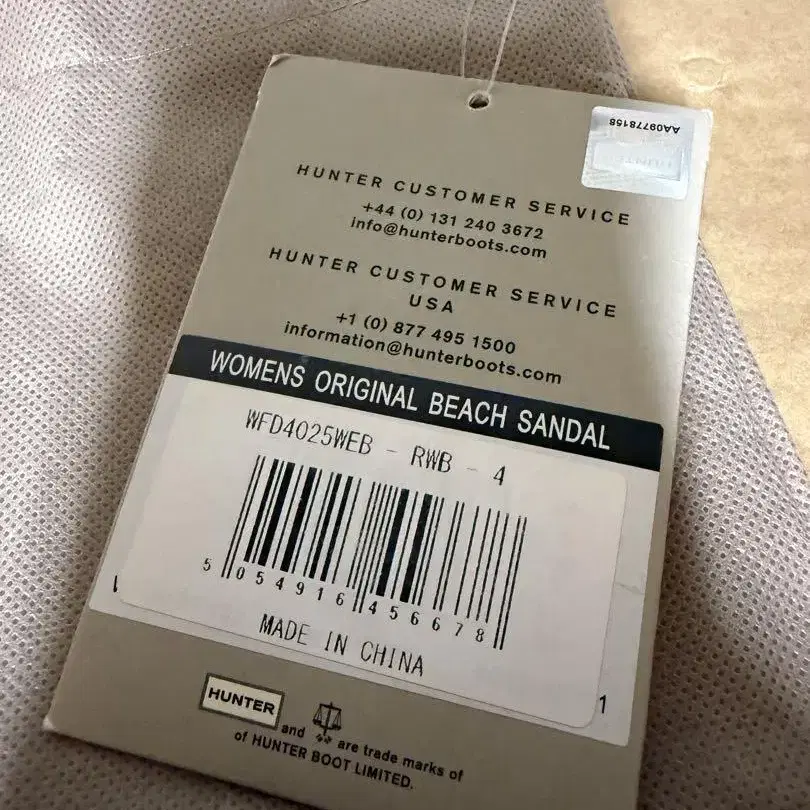 AA09778158
HUNTER CUSTOMER SERVICE
+44 (0) 131 240 3672
info@hunterboots.com
HUNTER CUSTOMER SERVICE
USA
+1 (0) 877 495 1500
information@hunterboots.com
WOMENS ORIGINAL BEACH SANDAL
WFD4025WEB - RWB - 4
5 054916 456678
MADE IN CHINA
1
HUNTER and are trade marks of
of HUNTER BOOT LIMITED.